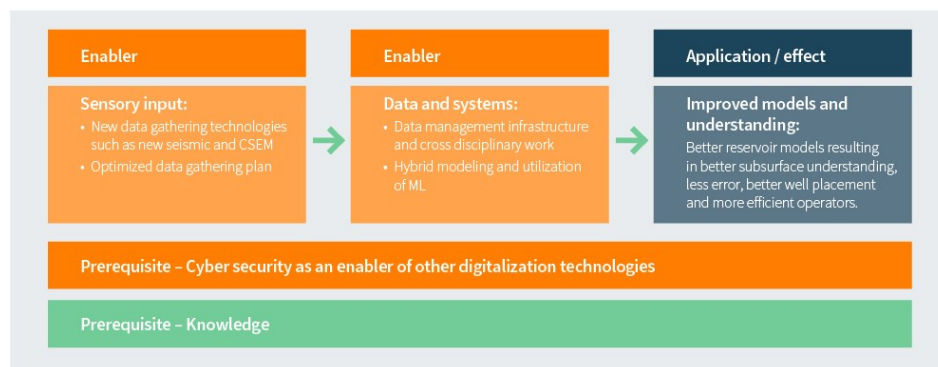 Enabler
Sensory input:
• New data gathering technologies
such as new seismic and CSEM
• Optimized data gathering plan
Enabler
Data and systems:
• Data management infrastructure
and cross disciplinary work
• Hybrid modeling and utilization
of ML
Application / effect
Improved models and
understanding:
Better reservoir models resulting
in better subsurface understanding,
less error, better well placement
and more efficient operators.
Prerequisite – Cyber security as an enabler of other digitalization technologies
Prerequisite – Knowledge